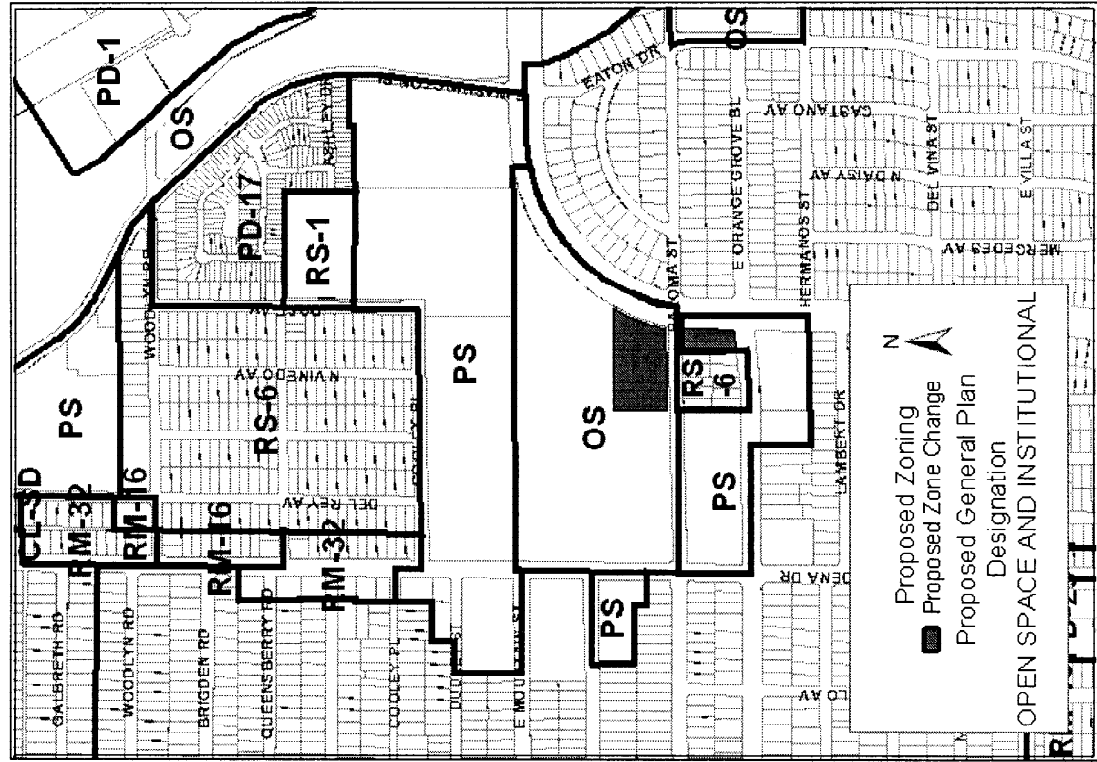 PD-1
OS
OS
CL-SD
RM-32
RM-16
PS
WOODLYN RD
PD-17
ASHLEY DR
RS-1
RM-16
RM-32
DEL REY AV
RS-6
N VINEDO AV
GALBRETH RD
WOODLYN RD
BRIGDEN RD
QUEENSBERRY RD
COOLEY PL
PS
EATON DR
OS
PALOMA ST
E ORANGE GROVE BL
CASTANO AV
N DAISY AV
HERMANOS ST
DEL VINA ST
E VILLA ST
MERCEDES AV
RS
-6
PS
PS
LAMBERT DR
Proposed Zoning
N
Proposed Zone Change
Proposed General Plan
Designation
OPEN SPACE AND INSTITUTIONAL